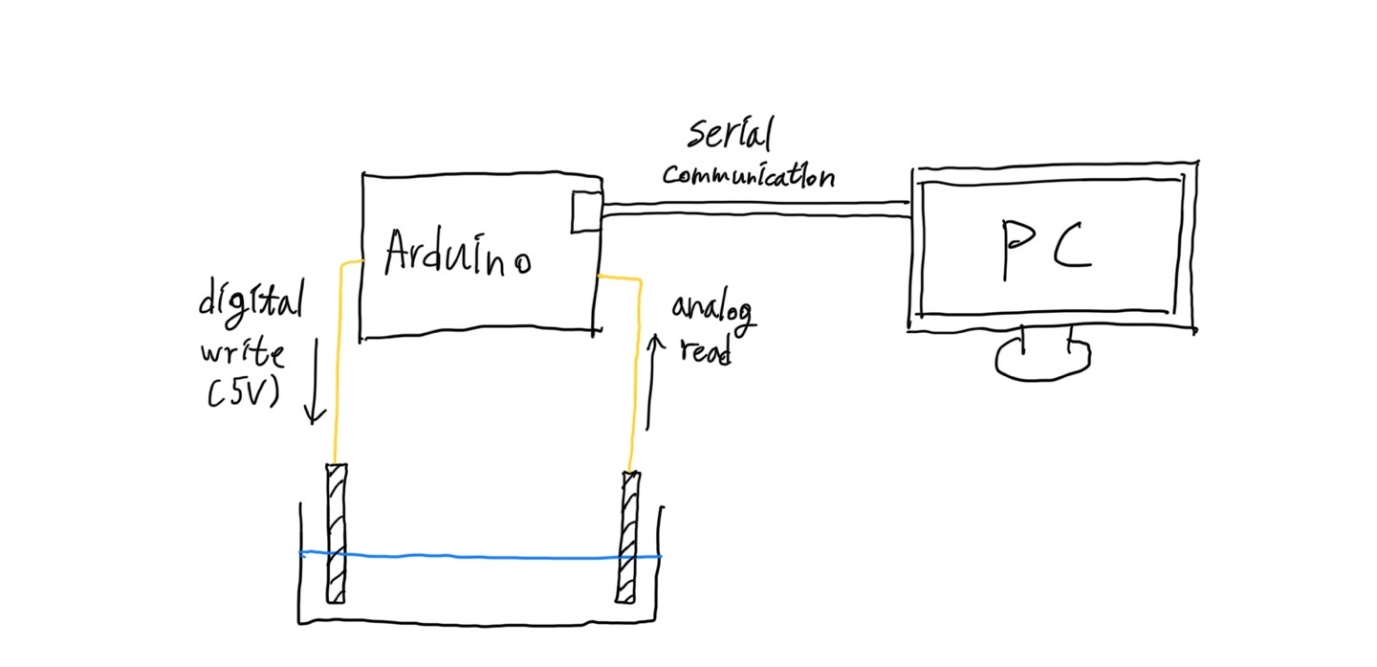 serial
communication
Arduino
PC
digital
write
(5V)
analog
read